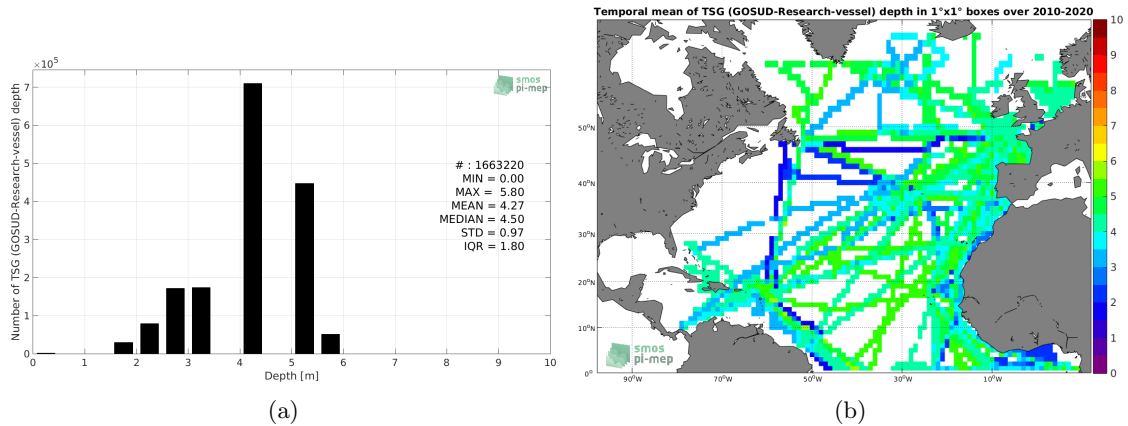 ×10⁵
8
7
6
5
4
3
2
1
0
Number of TSG (GOSUD-Research-vessel) depth
0 1 2 3 4 5 6 7 8 9 10
Depth [m]
smos
pi-mep
# : 1663220
MIN = 0.00
MAX = 5.80
MEAN = 4.27
MEDIAN = 4.50
STD = 0.97
IQR = 1.80
(a)
Temporal mean of TSG (GOSUD-Research-vessel) depth in 1°x1° boxes over 2010-2020
50°N
40°N
30°N
20°N
10°N
0°
90°W 70°W 50°W 30°W 10°W
smos
pi-mep
10
9
8
7
6
5
4
3
2
1
0
(b)